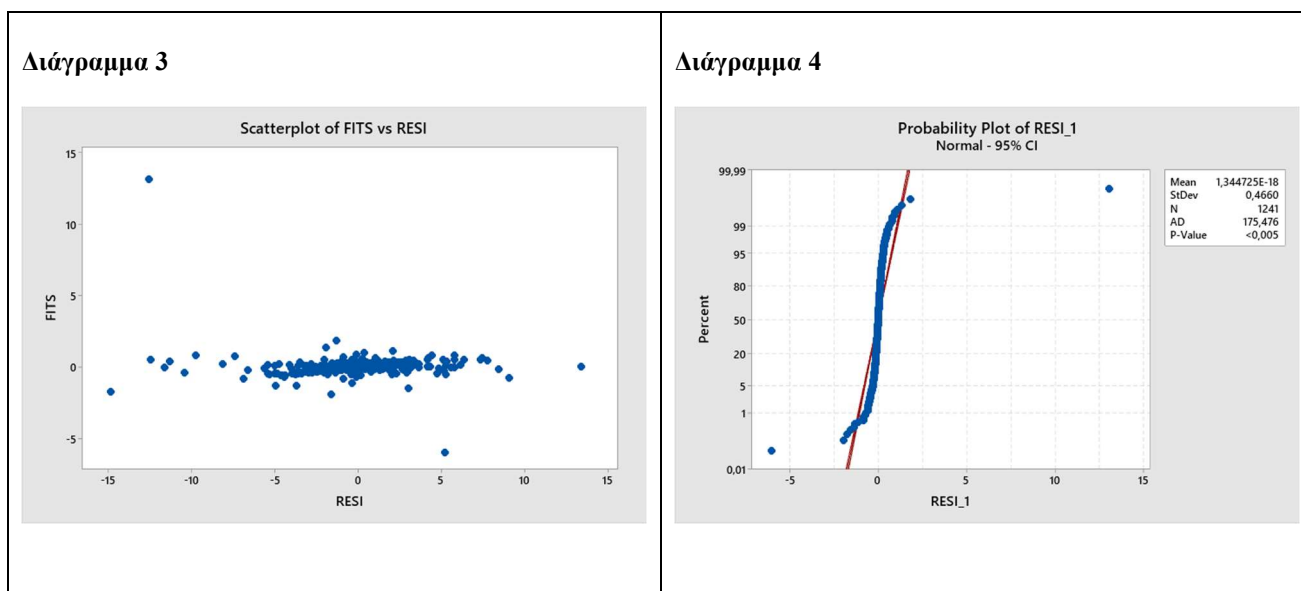 Διάγραμμα 3
Scatterplot of FITS vs RESI
15
10
5
0
-5
FITS
-15
-10
-5
0
5
10
15
RESI
Διάγραμμα 4
Probability Plot of RESI_1
Normal - 95% CI
99,99
99
95
80
50
20
5
1
0,01
Percent
-5
0
5
10
15
RESI_1
Mean 1,344725E-18
StDev 0,4660
N 1241
AD 175,476
P-Value <0,005